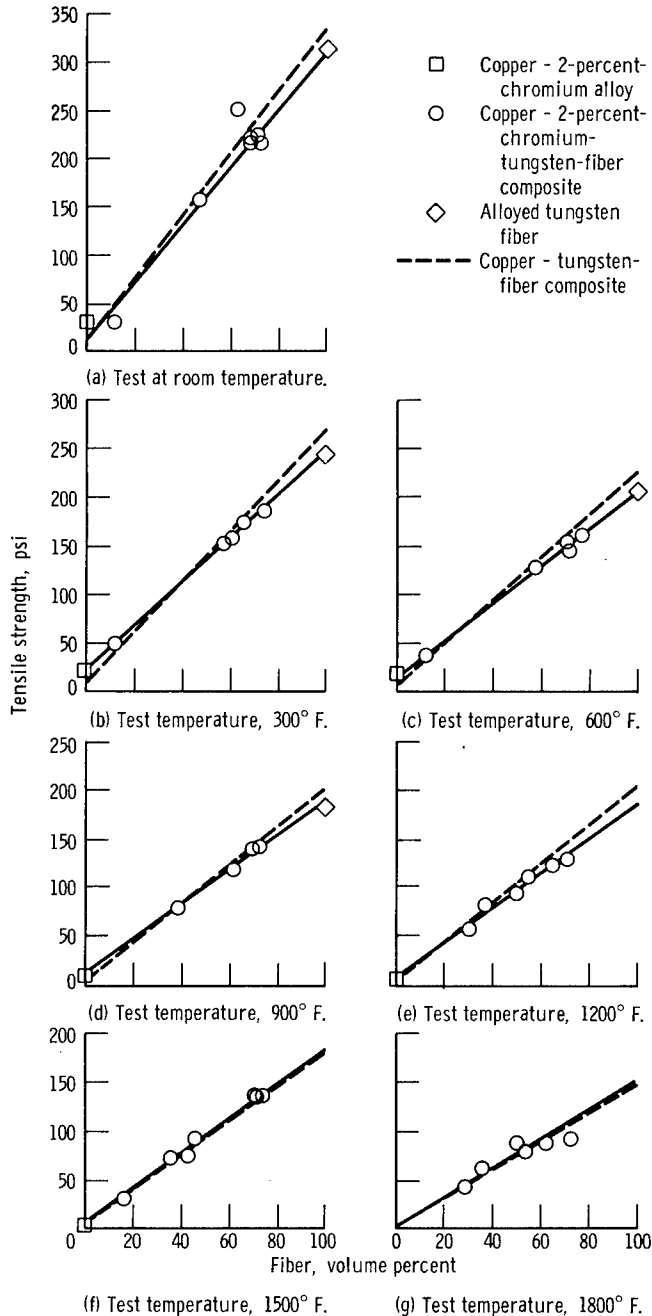 350
300
250
200
150
100
50
0
Copper - 2-percent-
chromium alloy
Copper - 2-percent-
chromium-
tungsten-fiber
composite
Alloyed tungsten
fiber
Copper - tungsten-
fiber composite
(a) Test at room temperature.
Tensile strength, psi
300
250
200
150
100
50
0
(b) Test temperature, 300° F.
(c) Test temperature, 600° F.
250
200
150
100
50
0
(d) Test temperature, 900° F.
(e) Test temperature, 1200° F.
200
150
100
50
0 20 40 60 80 100
0 20 40 60 80 100
Fiber, volume percent
(f) Test temperature, 1500° F.
(g) Test temperature, 1800° F.